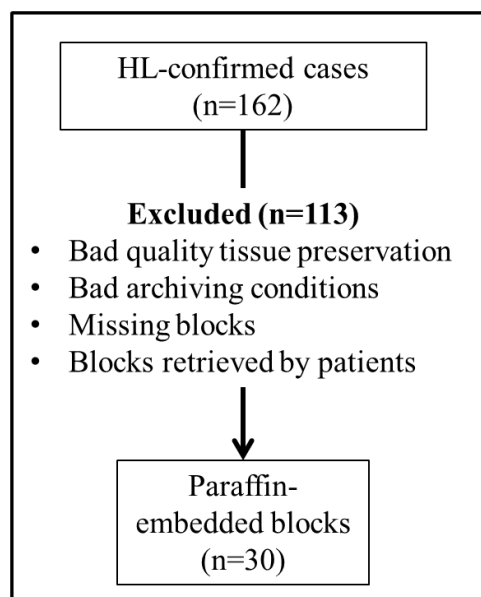 HL-confirmed cases
(n=162)
Excluded (n=113)
• Bad quality tissue preservation
• Bad archiving conditions
• Missing blocks
• Blocks retrieved by patients
Paraffin-
embedded blocks
(n=30)